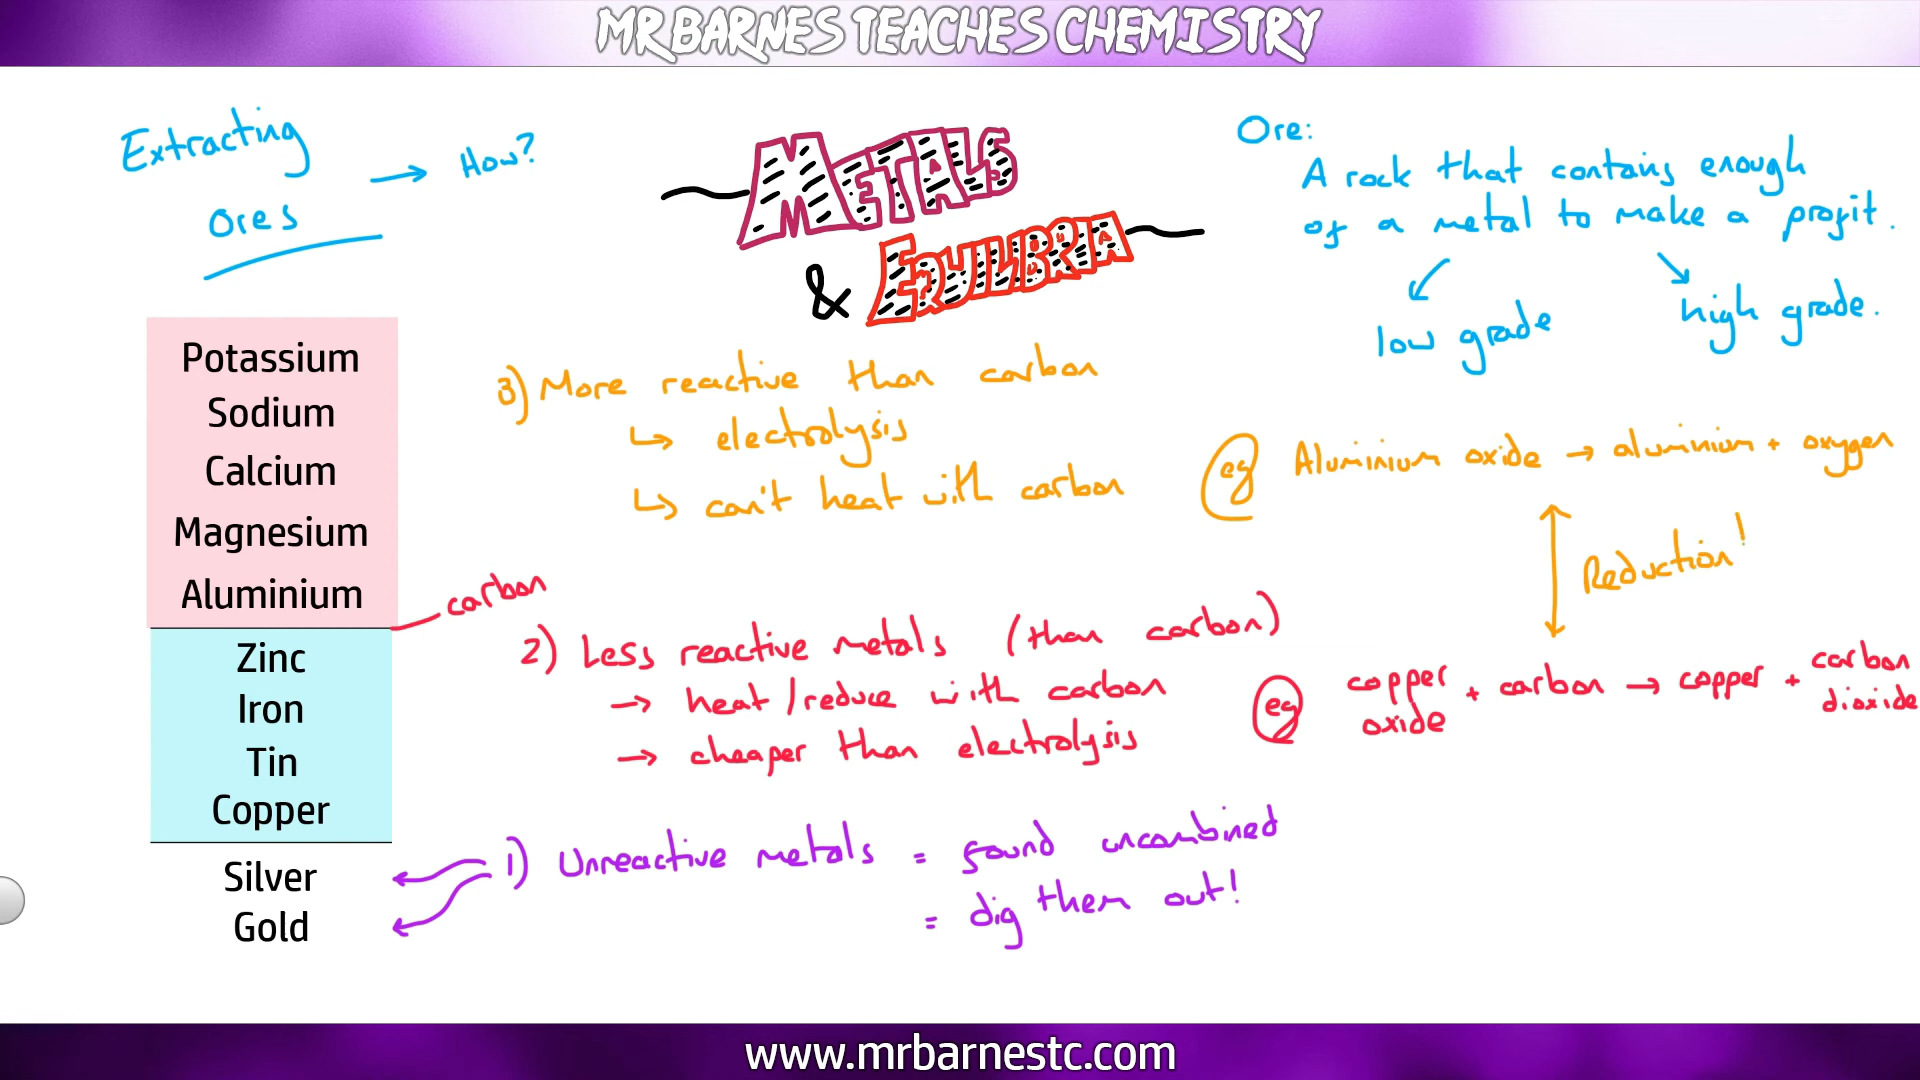 MR BARNES TEACHES CHEMISTRY
Extracting
Ores
→ How?
METALS
& EQUILIBRIA
Ore:
A rock that contains enough
of a metal to make a profit.
low grade
high grade.
Potassium
Sodium
Calcium
Magnesium
Aluminium
carbon
Zinc
Iron
Tin
Copper
Silver
Gold
3) More reactive than carbon
↳ electrolysis
↳ can't heat with carbon
eg Aluminium oxide → aluminium + oxygen
Reduction!
2) Less reactive metals (than carbon)
→ heat / reduce with carbon
→ cheaper than electrolysis
eg copper oxide + carbon → copper + carbon dioxide
1) Unreactive metals = found uncombined
= dig them out!
www.mrbarnestc.com